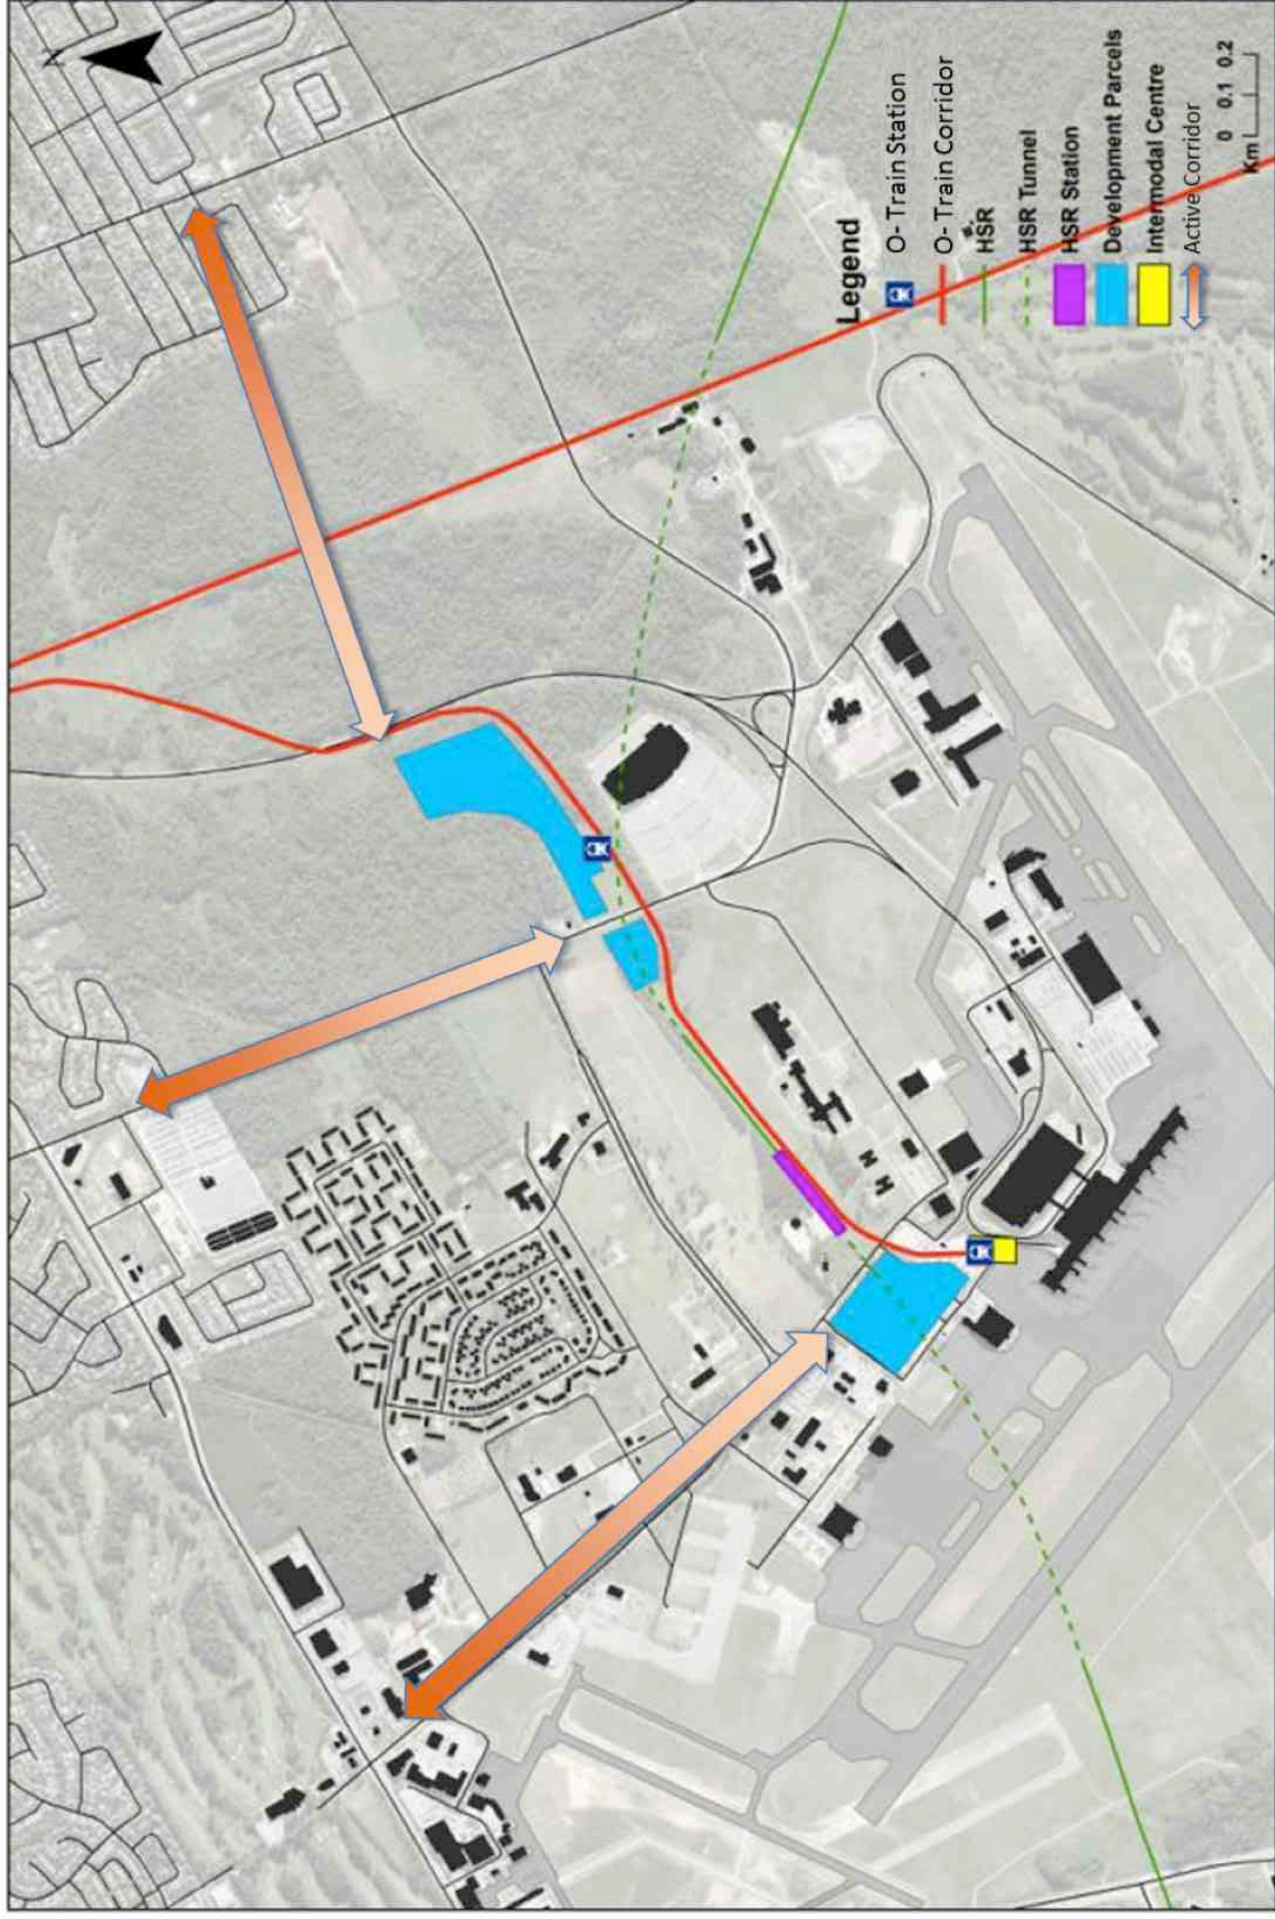 N
Legend
O- Train Station
O- Train Corridor
HSR
HSR Tunnel
HSR Station
Development Parcels
Intermodal Centre
Active Corridor
0 0.1 0.2
Km